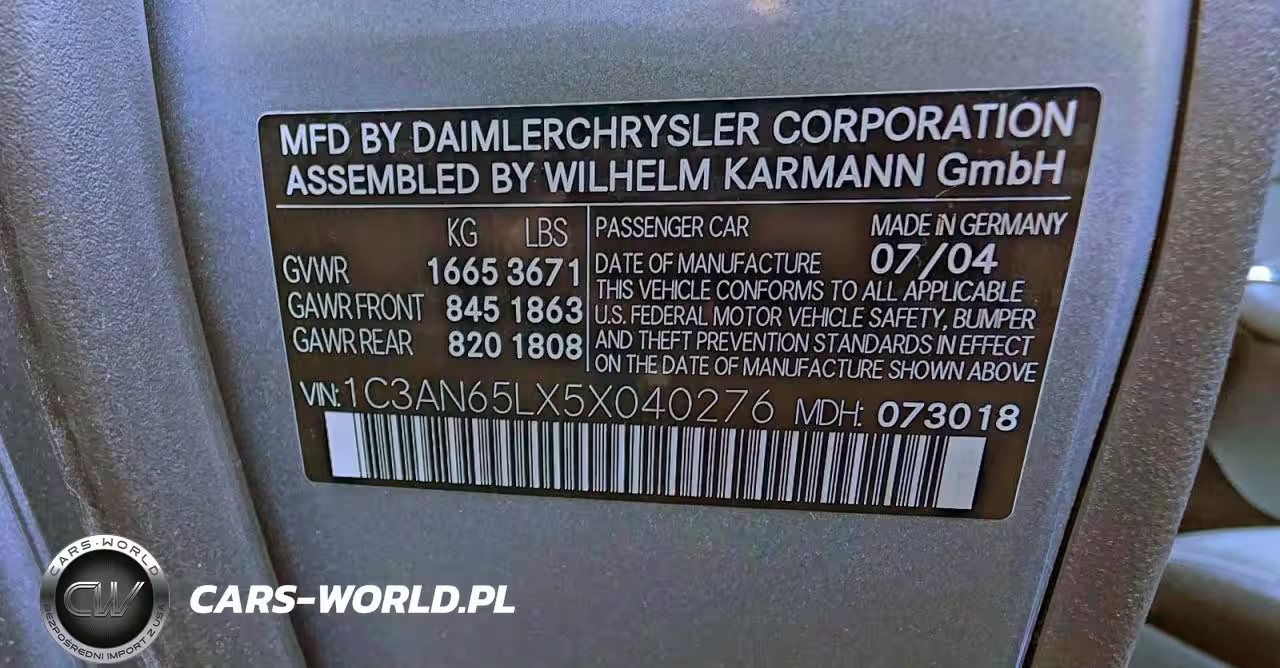 MFD BY DAIMLERCHRYSLER CORPORATION
ASSEMBLED BY WILHELM KARMANN GmbH
KG LBS
GVWR 1665 3671
GAWR FRONT 845 1863
GAWR REAR 820 1808
PASSENGER CAR MADE IN GERMANY
DATE OF MANUFACTURE 07/04
THIS VEHICLE CONFORMS TO ALL APPLICABLE
U.S. FEDERAL MOTOR VEHICLE SAFETY, BUMPER
AND THEFT PREVENTION STANDARDS IN EFFECT
ON THE DATE OF MANUFACTURE SHOWN ABOVE
VIN: 1C3AN65LX5X040276 MDH: 073018
CARS-WORLD
CW
BEZPOŚREDNI IMPORT Z USA
CARS-WORLD.PL